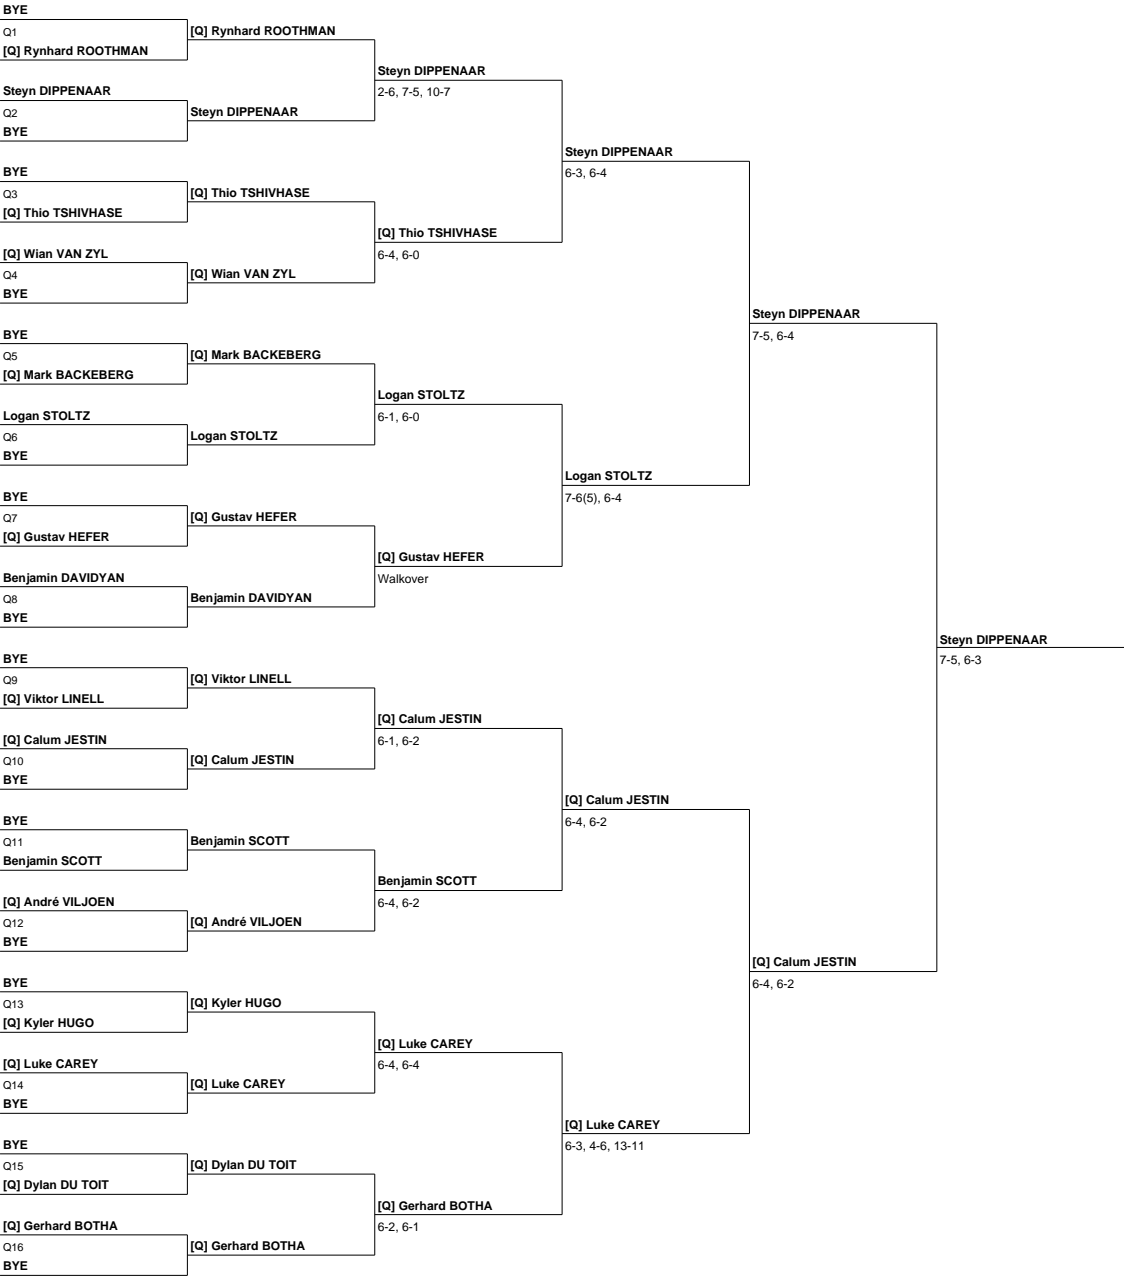 BYE
Q1
[Q] Rynhard ROOTHMAN
Steyn DIPPENAAR
Q2
BYE
BYE
Q3
[Q] Thio TSHIVHASE
[Q] Wian VAN ZYL
Q4
BYE
BYE
Q5
[Q] Mark BACKEBERG
Logan STOLTZ
Q6
BYE
BYE
Q7
[Q] Gustav HEFER
Benjamin DAVIDYAN
Q8
BYE
BYE
Q9
[Q] Viktor LINELL
[Q] Calum JESTIN
Q10
BYE
BYE
Q11
Benjamin SCOTT
[Q] André VILJOEN
Q12
BYE
BYE
Q13
[Q] Kyler HUGO
[Q] Luke CAREY
Q14
BYE
BYE
Q15
[Q] Dylan DU TOIT
[Q] Gerhard BOTHA
Q16
BYE
[Q] Rynhard ROOTHMAN
Steyn DIPPENAAR
[Q] Thio TSHIVHASE
[Q] Wian VAN ZYL
[Q] Mark BACKEBERG
Logan STOLTZ
[Q] Gustav HEFER
Benjamin DAVIDYAN
[Q] Viktor LINELL
[Q] Calum JESTIN
Benjamin SCOTT
[Q] André VILJOEN
[Q] Kyler HUGO
[Q] Luke CAREY
[Q] Dylan DU TOIT
[Q] Gerhard BOTHA
Steyn DIPPENAAR
2-6, 7-5, 10-7
[Q] Thio TSHIVHASE
6-4, 6-0
Logan STOLTZ
6-1, 6-0
[Q] Gustav HEFER
Walkover
[Q] Calum JESTIN
6-1, 6-2
Benjamin SCOTT
6-4, 6-2
[Q] Luke CAREY
6-4, 6-4
[Q] Gerhard BOTHA
6-2, 6-1
Steyn DIPPENAAR
6-3, 6-4
Logan STOLTZ
7-6(5), 6-4
[Q] Calum JESTIN
6-4, 6-2
[Q] Luke CAREY
6-3, 4-6, 13-11
Steyn DIPPENAAR
7-5, 6-4
[Q] Calum JESTIN
6-4, 6-2
Steyn DIPPENAAR
7-5, 6-3